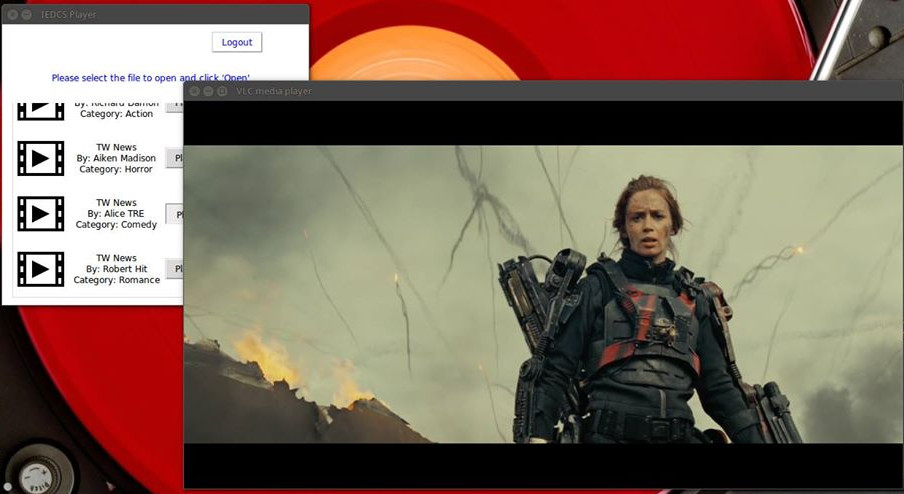 IEDCS Player
Logout
Please select the file to open and click 'Open'
By: Richard Damon
Category: Action
TW News
By: Aiken Madison
Category: Horror
TW News
By: Alice TRE
Category: Comedy
TW News
By: Robert Hit
Category: Romance
VLC media player
Pitch